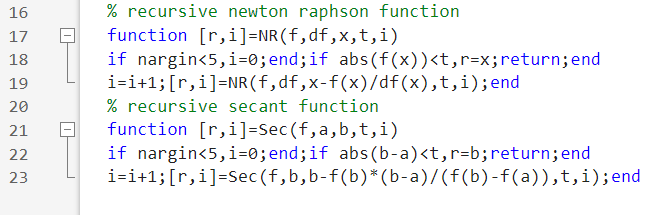 16 % recursive newton raphson function
17 function [r,i]=NR(f,df,x,t,i)
18 if nargin<5,i=0;end;if abs(f(x))<t,r=x;return;end
19 i=i+1;[r,i]=NR(f,df,x-f(x)/df(x),t,i);end
20 % recursive secant function
21 function [r,i]=Sec(f,a,b,t,i)
22 if nargin<5,i=0;end;if abs(b-a)<t,r=b;return;end
23 i=i+1;[r,i]=Sec(f,b,b-f(b)*(b-a)/(f(b)-f(a)),t,i);end